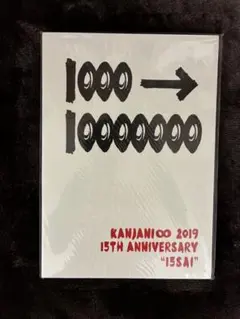 1000 →
10000000
KANJANI∞ 2019
15TH ANNIVERSARY
"15SAI"